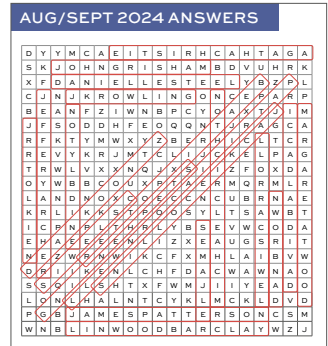 AUG/SEPT 2024 ANSWERS
D Y Y M C A E I T S I R H C A H T A G A
S K J O H N G R I S H A M B D V U H R K
X F D A N I E L L E S T E E L Y B Z P L
C J N J K R O W L I N G O N C E P A R P
B E A N F Z I W N B P C Y O A X T J I M
J F S O D D H F E O Q Q N T J R A G C A
R F K T Y M W X Y Z B E R H I C L T C R
R E V Y K R J M T C L I J C K E L P A G
T R W L V X X N Q J X S I I Z F O X D A
O Y W B B C O U X P T A E R M Q R M L R
L A N D N O X C O E C C N C U B R N A E
K R L I K K S T P O O S Y L T S A W B T
I C P N P L T H R L Y B S E V W C O D A
E H A E E E E N L I Z X E A U G S R I T
N E Z W R N W I K C F X M H L A I B V W
O R I L K E N L C H F D A C W A W N A O
S S Q I L S H T X F W M J I I Y E A D O
L O N L H A L N T C Y K L M C K L D V D
P G B J A M E S P A T T E R S O N C S M
W N B L I N W O O D B A R C L A Y W Z J